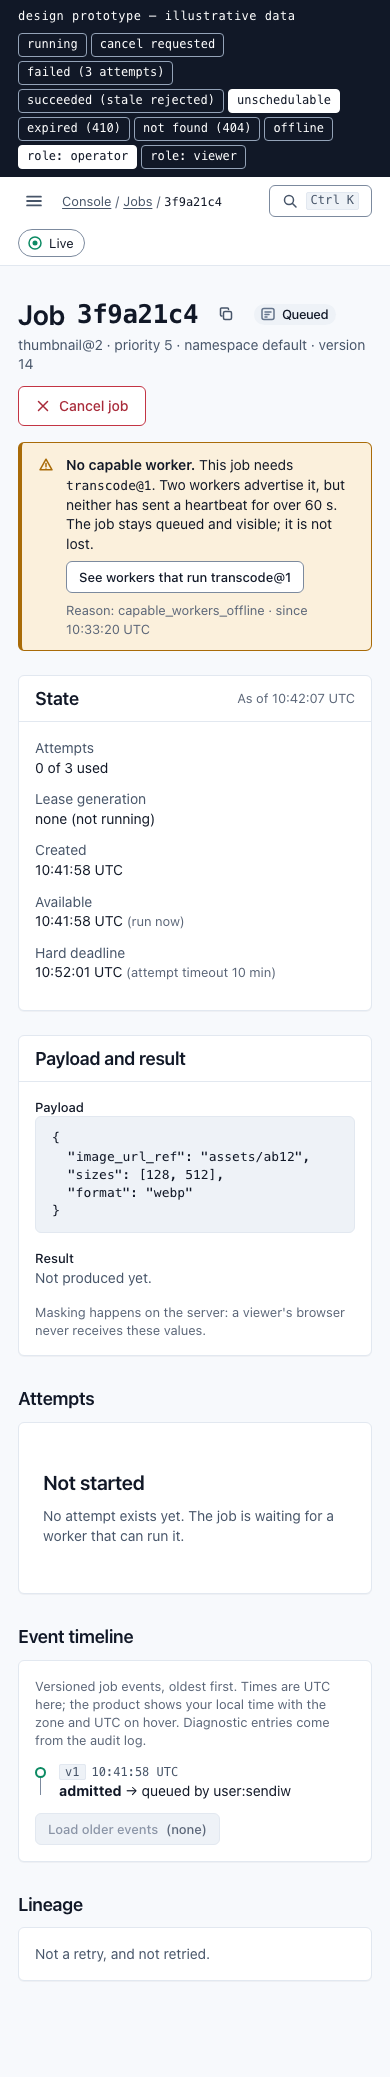 design prototype — illustrative data
running
cancel requested
failed (3 attempts)
succeeded (stale rejected)
unschedulable
expired (410)
not found (404)
offline
role: operator
role: viewer
Console / Jobs / 3f9a21c4
Ctrl K
Live
Job 3f9a21c4
Queued
thumbnail@2 · priority 5 · namespace default · version
14
Cancel job
No capable worker. This job needs
transcode@1. Two workers advertise it, but
neither has sent a heartbeat for over 60 s.
The job stays queued and visible; it is not
lost.
See workers that run transcode@1
Reason: capable_workers_offline · since
10:33:20 UTC
State
As of 10:42:07 UTC
Attempts
0 of 3 used
Lease generation
none (not running)
Created
10:41:58 UTC
Available
10:41:58 UTC (run now)
Hard deadline
10:52:01 UTC (attempt timeout 10 min)
Payload and result
Payload
{
"image_url_ref": "assets/ab12",
"sizes": [128, 512],
"format": "webp"
}
Result
Not produced yet.
Masking happens on the server: a viewer's browser
never receives these values.
Attempts
Not started
No attempt exists yet. The job is waiting for a
worker that can run it.
Event timeline
Versioned job events, oldest first. Times are UTC
here; the product shows your local time with the
zone and UTC on hover. Diagnostic entries come
from the audit log.
v1 10:41:58 UTC
admitted → queued by user:sendiw
Load older events (none)
Lineage
Not a retry, and not retried.